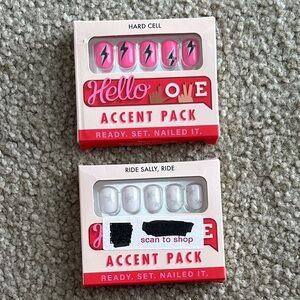 HARD CELL
Hello LOVE
ACCENT PACK
READY. SET. NAILED IT.
RIDE SALLY, RIDE
scan to shop
ACCENT PACK
READY. SET. NAILED IT.